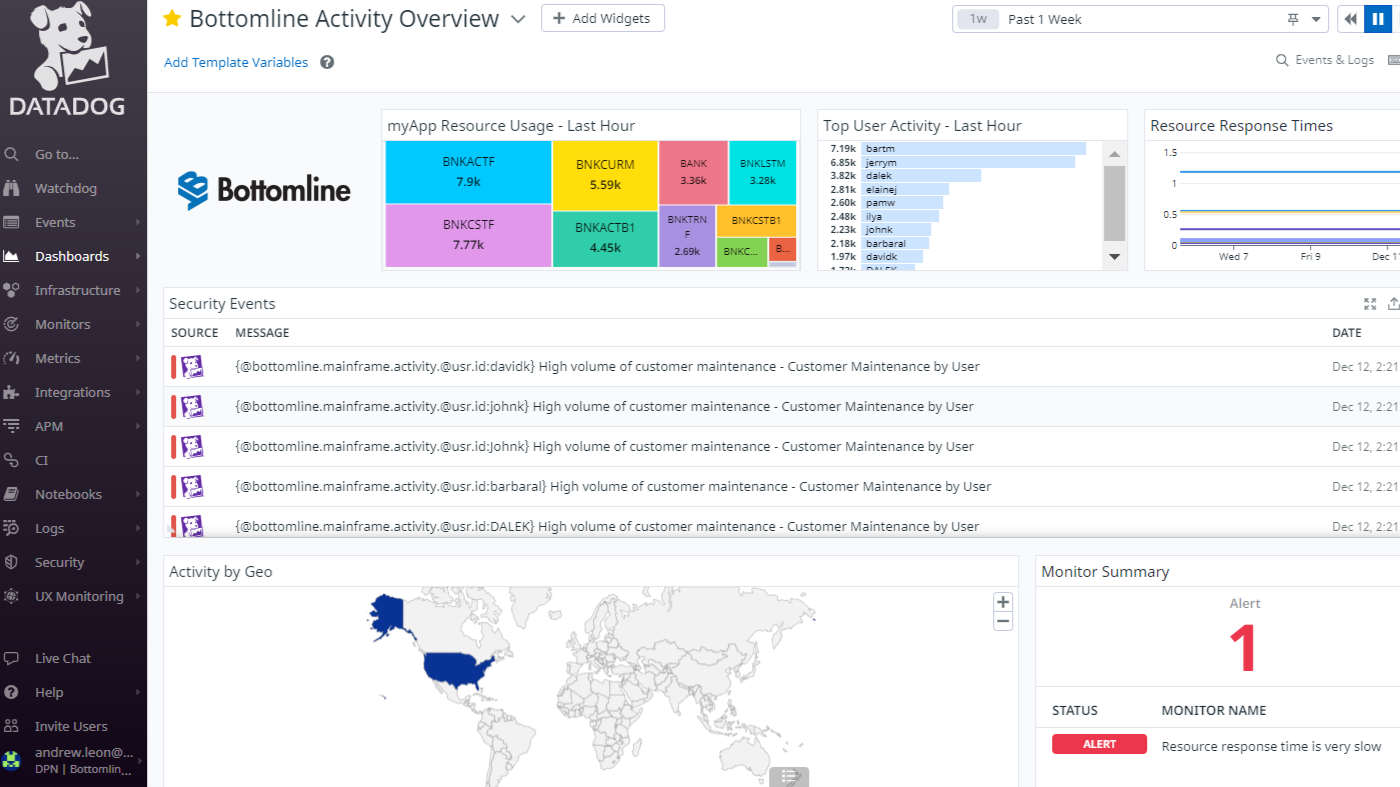 DATADOG
Go to...
Watchdog
Events
Dashboards
Infrastructure
Monitors
Metrics
Integrations
APM
CI
Notebooks
Logs
Security
UX Monitoring
Live Chat
Help
Invite Users
andrew.leon@...
DPN | Bottomlin...
Bottomline Activity Overview
+ Add Widgets
1w Past 1 Week
Add Template Variables
Events & Logs
Bottomline
myApp Resource Usage - Last Hour
BNKACTF
7.9k
BNKCSTF
7.77k
BNKCURM
5.59k
BNKACTB1
4.45k
BANK
3.36k
BNKLSTM
3.28k
BNKTRN
F
2.69k
BNKCSTB1
BNKC...
B...
Top User Activity - Last Hour
7.19k bartm
6.85k jerrym
3.82k dalek
2.81k elainej
2.60k pamw
2.48k ilya
2.23k johnk
2.18k barbaral
1.97k davidk
Resource Response Times
1.5
1
0.5
0
Wed 7 Fri 9 Dec 11
Security Events
SOURCE MESSAGE DATE
{@bottomline.mainframe.activity.@usr.id:davidk} High volume of customer maintenance - Customer Maintenance by User Dec 12, 2:21
{@bottomline.mainframe.activity.@usr.id:johnk} High volume of customer maintenance - Customer Maintenance by User Dec 12, 2:21
{@bottomline.mainframe.activity.@usr.id:Johnk} High volume of customer maintenance - Customer Maintenance by User Dec 12, 2:21
{@bottomline.mainframe.activity.@usr.id:barbaral} High volume of customer maintenance - Customer Maintenance by User Dec 12, 2:21
{@bottomline.mainframe.activity.@usr.id:DALEK} High volume of customer maintenance - Customer Maintenance by User Dec 12, 2:21
Activity by Geo
+
−
Monitor Summary
Alert
1
STATUS MONITOR NAME
ALERT Resource response time is very slow